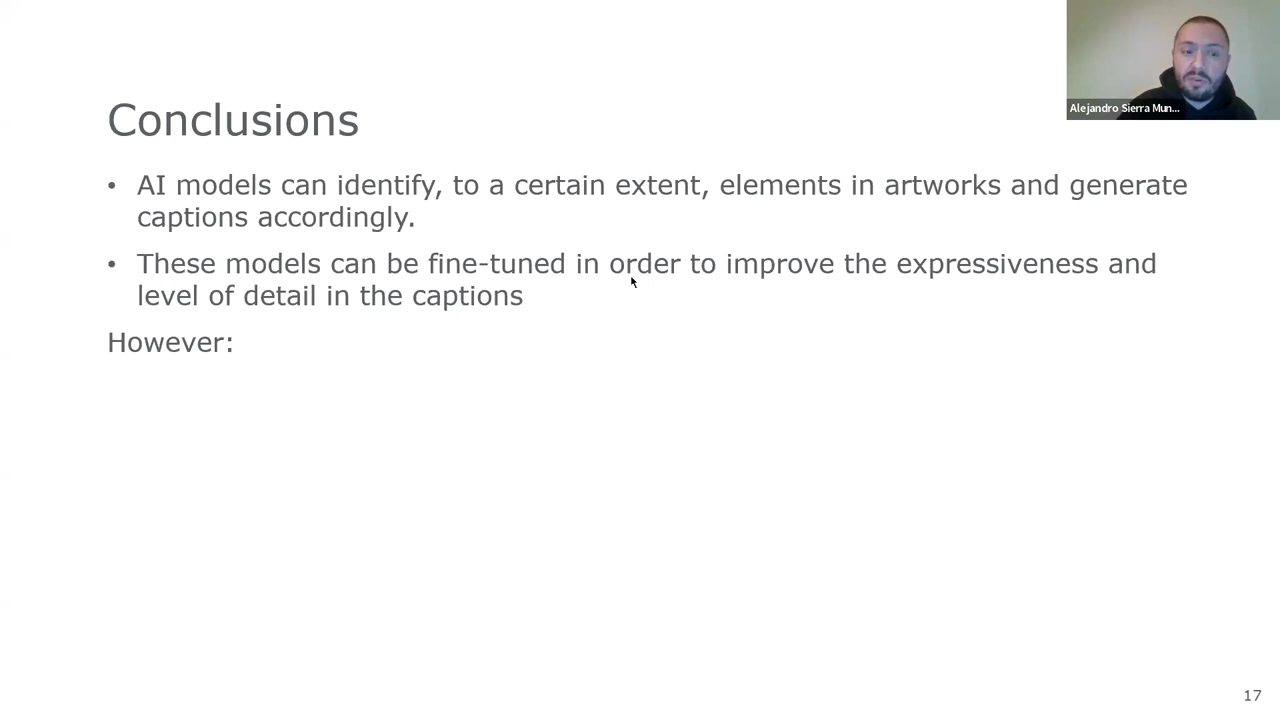 Alejandro Sierra Mun...
Conclusions
• AI models can identify, to a certain extent, elements in artworks and generate
captions accordingly.
• These models can be fine-tuned in order to improve the expressiveness and
level of detail in the captions
However:
17